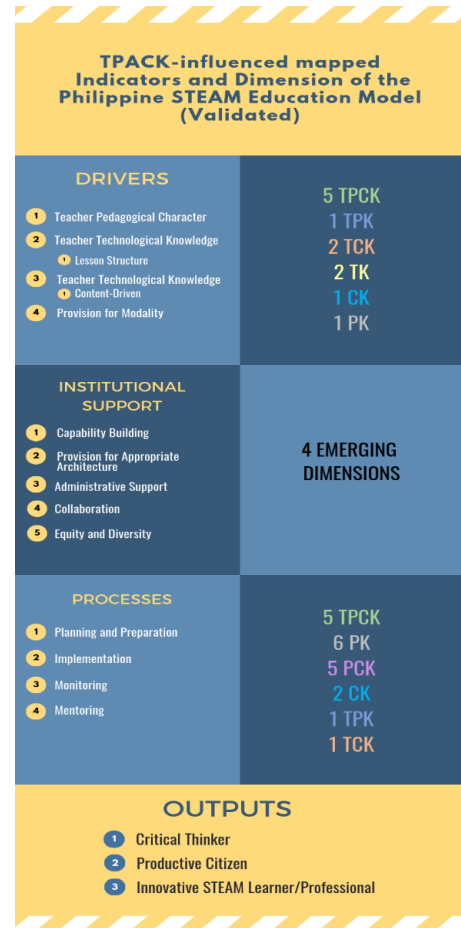 TPACK-influenced mapped
Indicators and Dimension of the
Philippine STEAM Education Model
(Validated)
DRIVERS
1 Teacher Pedagogical Character
2 Teacher Technological Knowledge
1 Lesson Structure
3 Teacher Technological Knowledge
1 Content-Driven
4 Provision for Modality
5 TPCK
1 TPK
2 TCK
2 TK
1 CK
1 PK
INSTITUTIONAL
SUPPORT
1 Capability Building
2 Provision for Appropriate
Architecture
3 Administrative Support
4 Collaboration
5 Equity and Diversity
4 EMERGING
DIMENSIONS
PROCESSES
1 Planning and Preparation
2 Implementation
3 Monitoring
4 Mentoring
5 TPCK
6 PK
5 PCK
2 CK
1 TPK
1 TCK
OUTPUTS
1 Critical Thinker
2 Productive Citizen
3 Innovative STEAM Learner/Professional